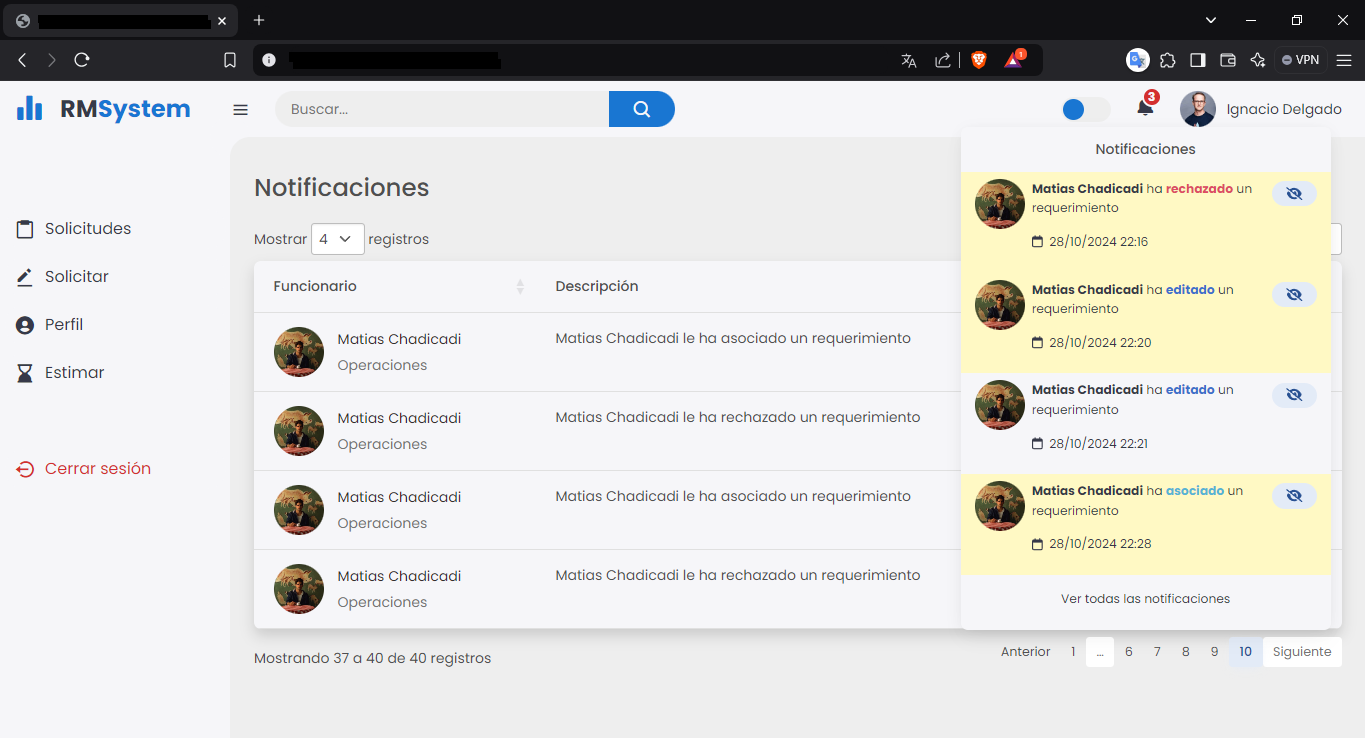 1
VPN
RMSystem
Buscar...
3
Ignacio Delgado
Solicitudes
Solicitar
Perfil
Estimar
Cerrar sesión
Notificaciones
Mostrar 4 registros
Funcionario Descripción
Matias Chadicadi Matias Chadicadi le ha asociado un requerimiento
Operaciones
Matias Chadicadi Matias Chadicadi le ha rechazado un requerimiento
Operaciones
Matias Chadicadi Matias Chadicadi le ha asociado un requerimiento
Operaciones
Matias Chadicadi Matias Chadicadi le ha rechazado un requerimiento
Operaciones
Mostrando 37 a 40 de 40 registros
Anterior 1 ... 6 7 8 9 10 Siguiente
Notificaciones
Matias Chadicadi ha rechazado un
requerimiento
28/10/2024 22:16
Matias Chadicadi ha editado un
requerimiento
28/10/2024 22:20
Matias Chadicadi ha editado un
requerimiento
28/10/2024 22:21
Matias Chadicadi ha asociado un
requerimiento
28/10/2024 22:28
Ver todas las notificaciones